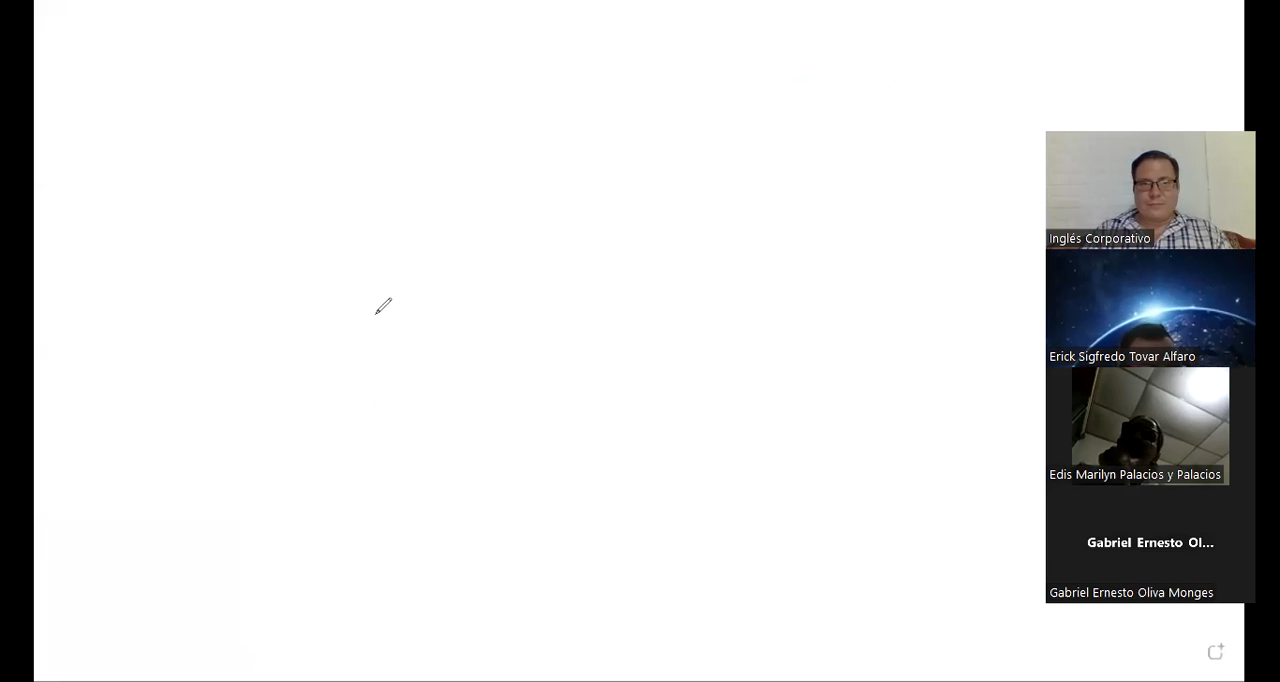 Inglés Corporativo
Erick Sigfredo Tovar Alfaro
Edis Marilyn Palacios y Palacios
Gabriel Ernesto Ol...
Gabriel Ernesto Oliva Monges